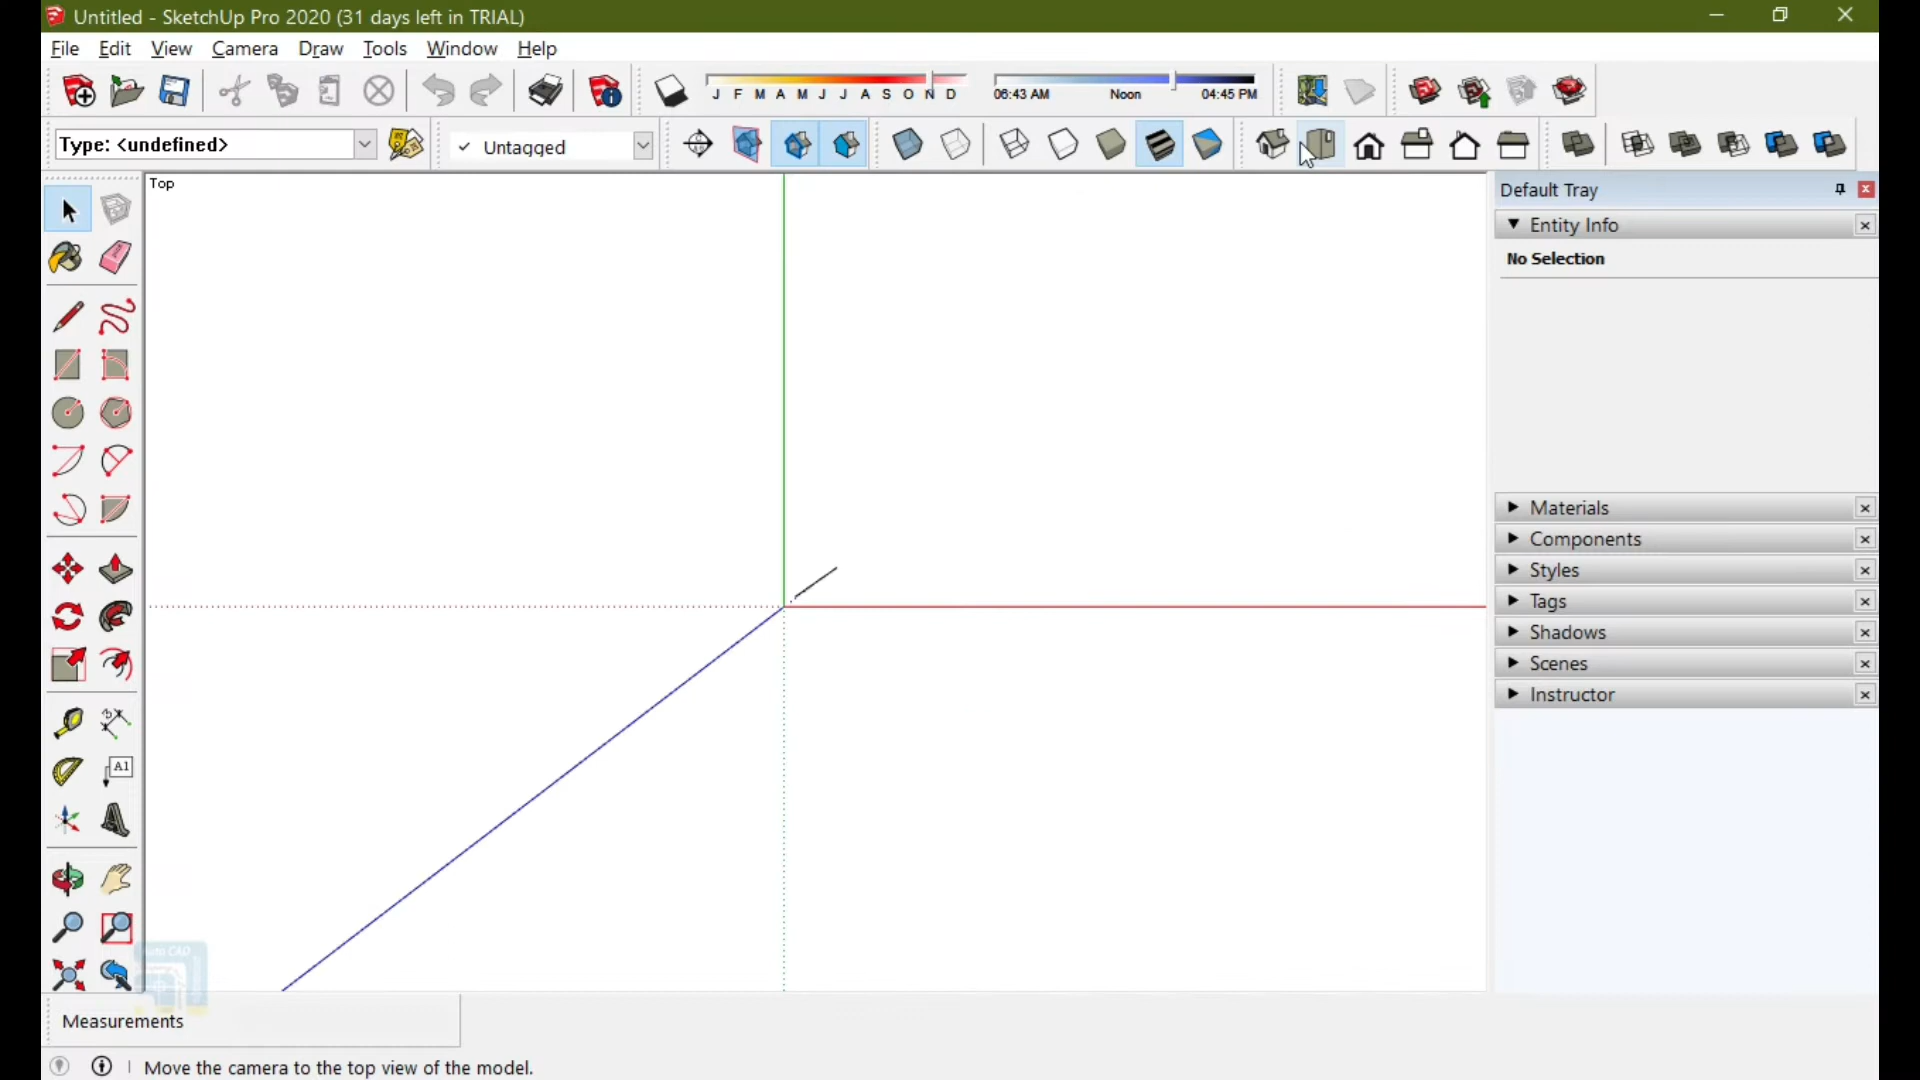 Untitled - SketchUp Pro 2020 (31 days left in TRIAL)
File Edit View Camera Draw Tools Window Help
J F M A M J J A S O N D
06:43 AM Noon 04:45 PM
Type: <undefined>
Untagged
Top
Default Tray
Entity Info
No Selection
Materials
Components
Styles
Tags
Shadows
Scenes
Instructor
A1
Measurements
Move the camera to the top view of the model.